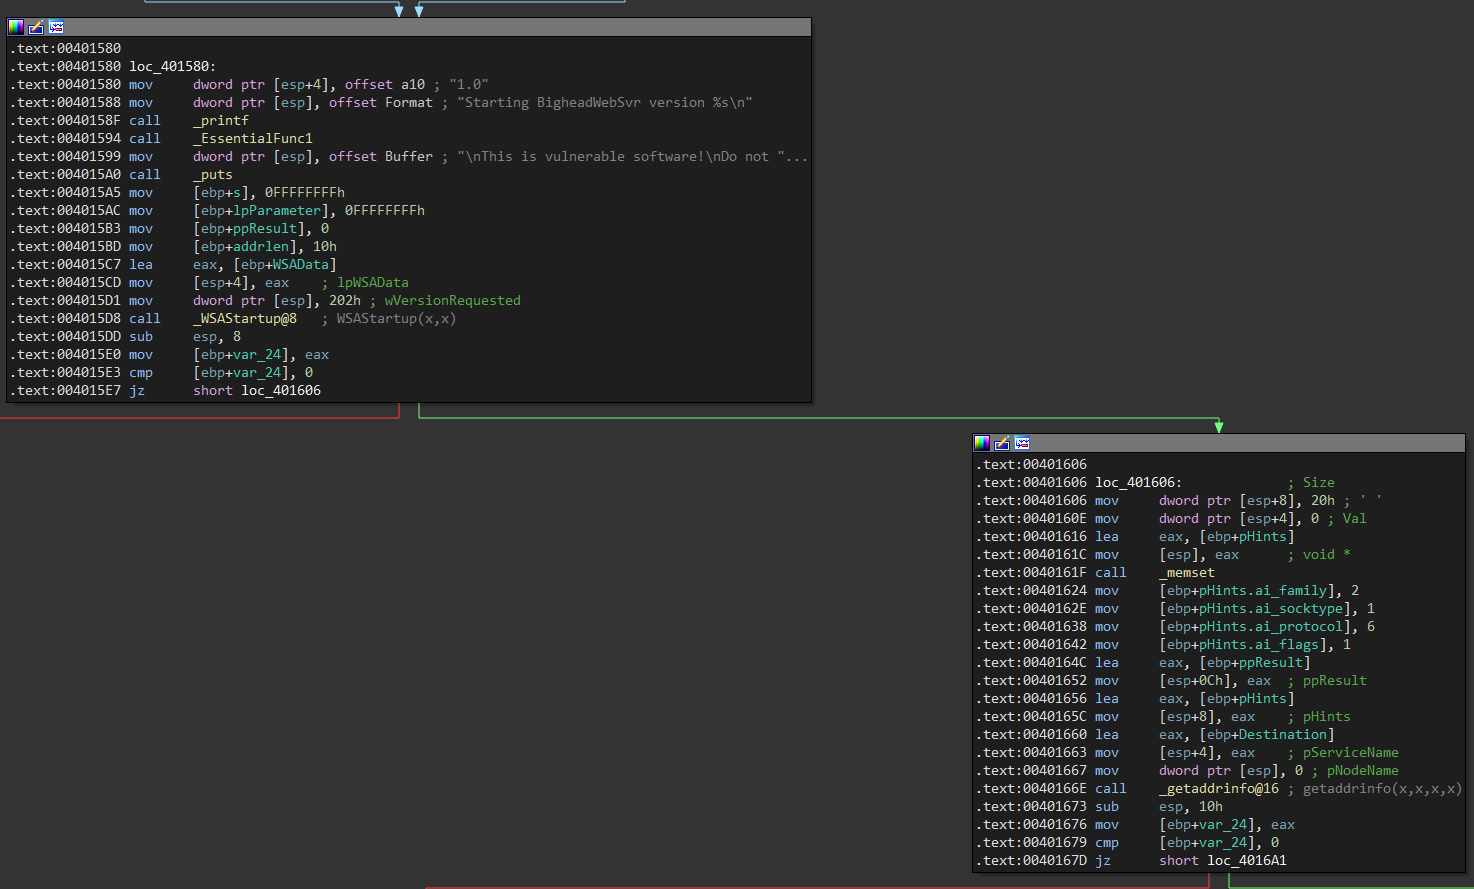 .text:00401580
.text:00401580 loc_401580:
.text:00401580 mov     dword ptr [esp+4], offset a10 ; "1.0"
.text:00401588 mov     dword ptr [esp], offset Format ; "Starting BigheadWebSvr version %s\n"
.text:0040158F call    _printf
.text:00401594 call    _EssentialFunc1
.text:00401599 mov     dword ptr [esp], offset Buffer ; "\nThis is vulnerable software!\nDo not "...
.text:004015A0 call    _puts
.text:004015A5 mov     [ebp+s], 0FFFFFFFFh
.text:004015AC mov     [ebp+lpParameter], 0FFFFFFFFh
.text:004015B3 mov     [ebp+ppResult], 0
.text:004015BD mov     [ebp+addrlen], 10h
.text:004015C7 lea     eax, [ebp+WSAData]
.text:004015CD mov     [esp+4], eax    ; lpWSAData
.text:004015D1 mov     dword ptr [esp], 202h ; wVersionRequested
.text:004015D8 call    _WSAStartup@8   ; WSAStartup(x,x)
.text:004015DD sub     esp, 8
.text:004015E0 mov     [ebp+var_24], eax
.text:004015E3 cmp     [ebp+var_24], 0
.text:004015E7 jz      short loc_401606
.text:00401606
.text:00401606 loc_401606:             ; Size
.text:00401606 mov     dword ptr [esp+8], 20h ; ' '
.text:0040160E mov     dword ptr [esp+4], 0 ; Val
.text:00401616 lea     eax, [ebp+pHints]
.text:0040161C mov     [esp], eax      ; void *
.text:0040161F call    _memset
.text:00401624 mov     [ebp+pHints.ai_family], 2
.text:0040162E mov     [ebp+pHints.ai_socktype], 1
.text:00401638 mov     [ebp+pHints.ai_protocol], 6
.text:00401642 mov     [ebp+pHints.ai_flags], 1
.text:0040164C lea     eax, [ebp+ppResult]
.text:00401652 mov     [esp+0Ch], eax  ; ppResult
.text:00401656 lea     eax, [ebp+pHints]
.text:0040165C mov     [esp+8], eax    ; pHints
.text:00401660 lea     eax, [ebp+Destination]
.text:00401663 mov     [esp+4], eax    ; pServiceName
.text:00401667 mov     dword ptr [esp], 0 ; pNodeName
.text:0040166E call    _getaddrinfo@16 ; getaddrinfo(x,x,x,x)
.text:00401673 sub     esp, 10h
.text:00401676 mov     [ebp+var_24], eax
.text:00401679 cmp     [ebp+var_24], 0
.text:0040167D jz      short loc_4016A1